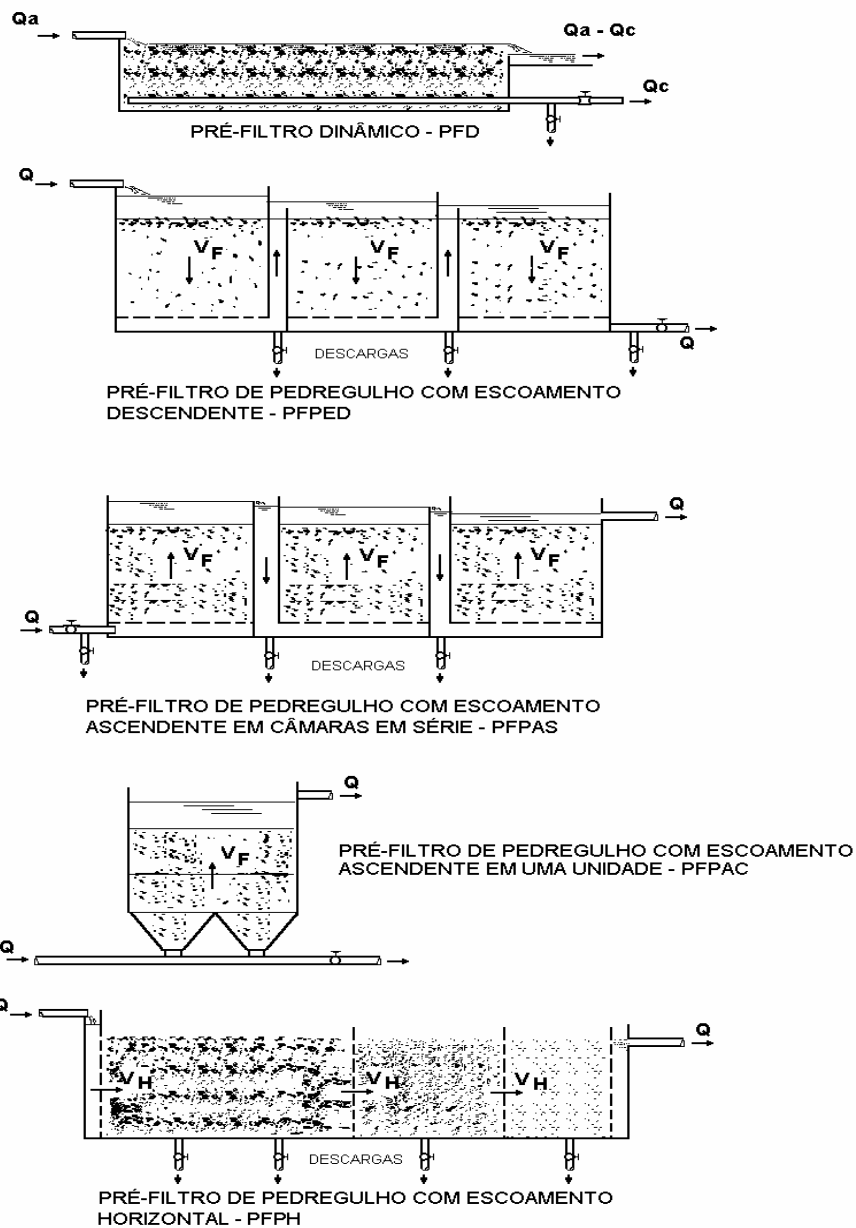 Qa
Qa - Qc
Qc
PRÉ-FILTRO DINÂMICO - PFD
Q
VF VF VF
Q
DESCARGAS
PRÉ-FILTRO DE PEDREGULHO COM ESCOAMENTO
DESCENDENTE - PFPED
Q
VF VF VF
Q
DESCARGAS
PRÉ-FILTRO DE PEDREGULHO COM ESCOAMENTO
ASCENDENTE EM CÂMARAS EM SÉRIE - PFPAS
Q
VF
PRÉ-FILTRO DE PEDREGULHO COM ESCOAMENTO
ASCENDENTE EM UMA UNIDADE - PFPAC
Q
Q
Q
VH VH VH
DESCARGAS
PRÉ-FILTRO DE PEDREGULHO COM ESCOAMENTO
HORIZONTAL - PFPH